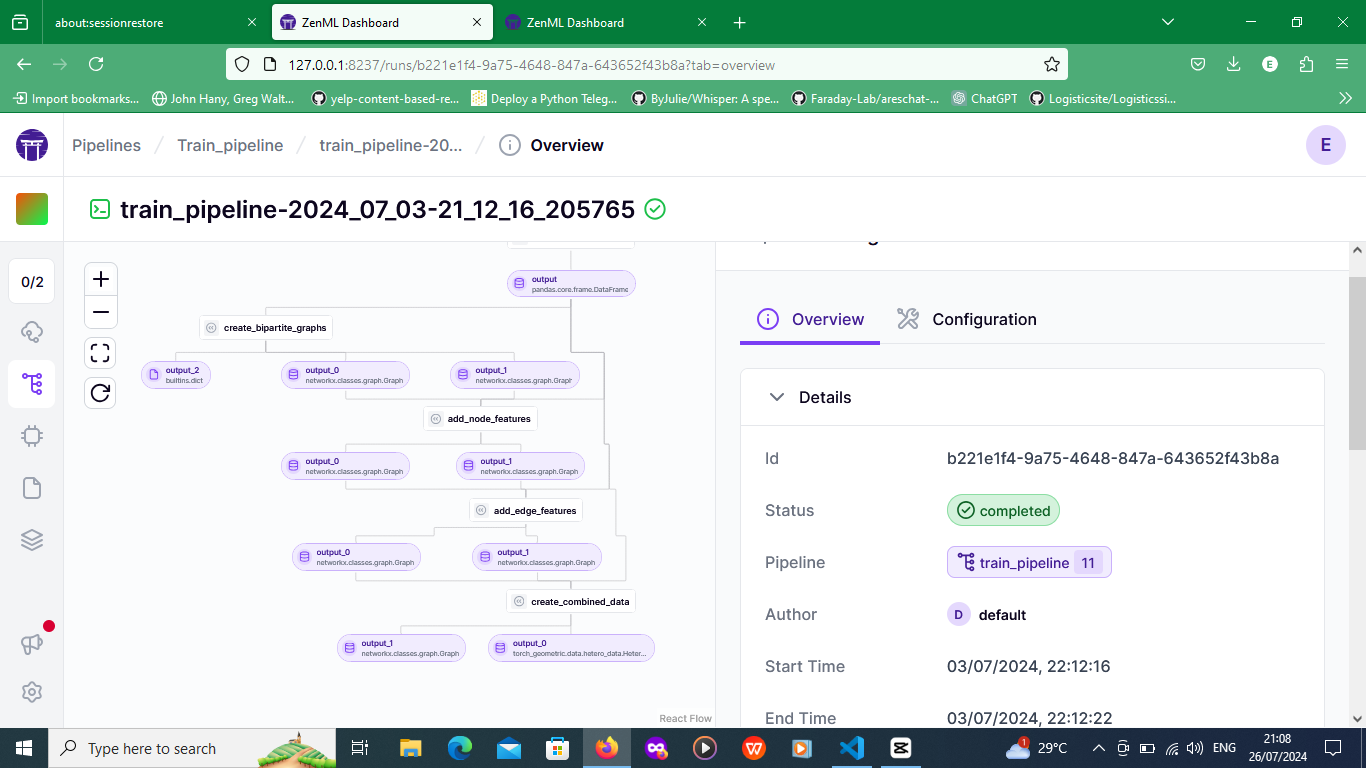 about:sessionrestore
ZenML Dashboard
ZenML Dashboard
127.0.0.1:8237/runs/b221e1f4-9a75-4648-847a-643652f43b8a?tab=overview
E
Import bookmarks...
John Hany, Greg Walt...
yelp-content-based-re...
Deploy a Python Teleg...
ByJulie/Whisper: A spe...
Faraday-Lab/areschat-...
ChatGPT
Logisticsite/Logisticssi...
Pipelines / Train_pipeline / train_pipeline-20... / Overview
E
train_pipeline-2024_07_03-21_12_16_205765
0/2
output
pandas.core.frame.DataFrame
create_bipartite_graphs
output_2
builtins.dict
output_0
networkx.classes.graph.Graph
output_1
networkx.classes.graph.Graph
add_node_features
output_0
networkx.classes.graph.Graph
output_1
networkx.classes.graph.Graph
add_edge_features
output_0
networkx.classes.graph.Graph
output_1
networkx.classes.graph.Graph
create_combined_data
output_1
networkx.classes.graph.Graph
output_0
torch_geometric.data.hetero_data.Heter...
React Flow
Overview
Configuration
Details
Id b221e1f4-9a75-4648-847a-643652f43b8a
Status completed
Pipeline train_pipeline 11
Author D default
Start Time 03/07/2024, 22:12:16
End Time 03/07/2024, 22:12:22
Type here to search
1
29°C
ENG
21:08
26/07/2024